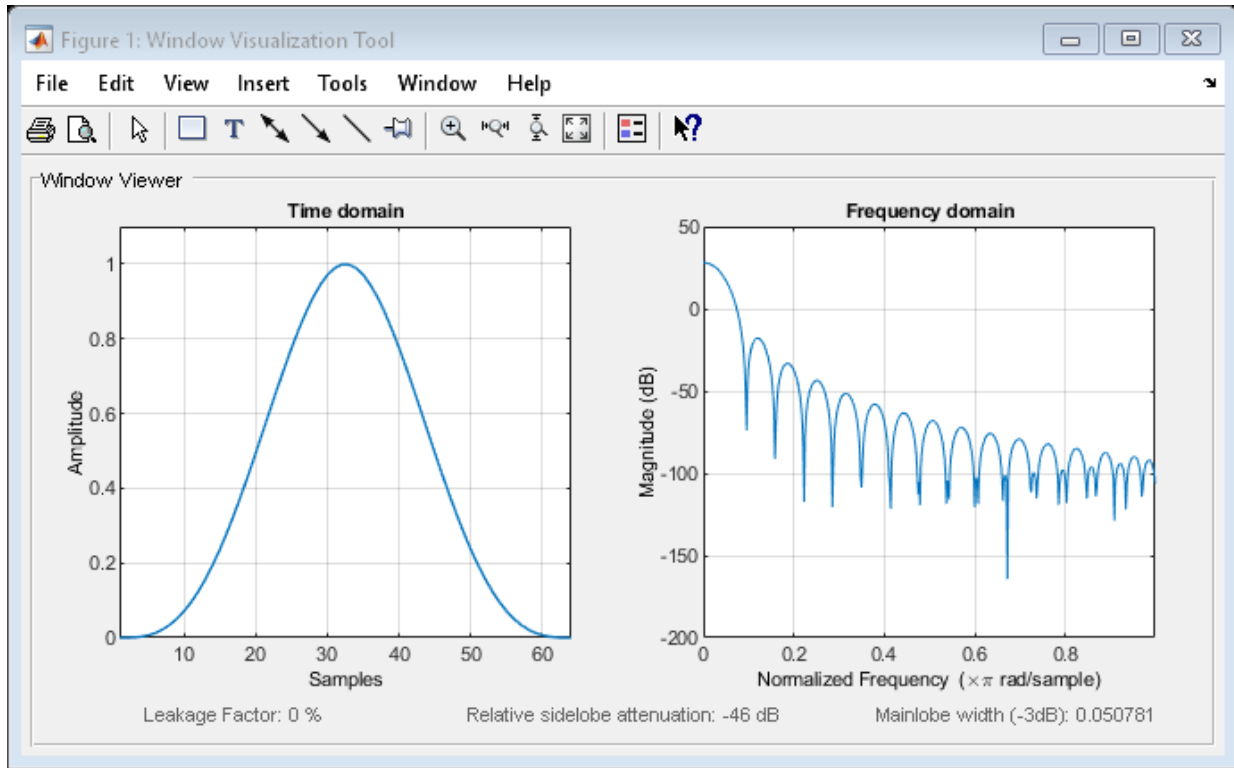 Figure 1: Window Visualization Tool
File Edit View Insert Tools Window Help
T ?
Window Viewer
Time domain
Amplitude
1
0.8
0.6
0.4
0.2
0
10 20 30 40 50 60
Samples
Frequency domain
Magnitude (dB)
50
0
-50
-100
-150
-200
0 0.2 0.4 0.6 0.8
Normalized Frequency (×π rad/sample)
Leakage Factor: 0 % Relative sidelobe attenuation: -46 dB Mainlobe width (-3dB): 0.050781